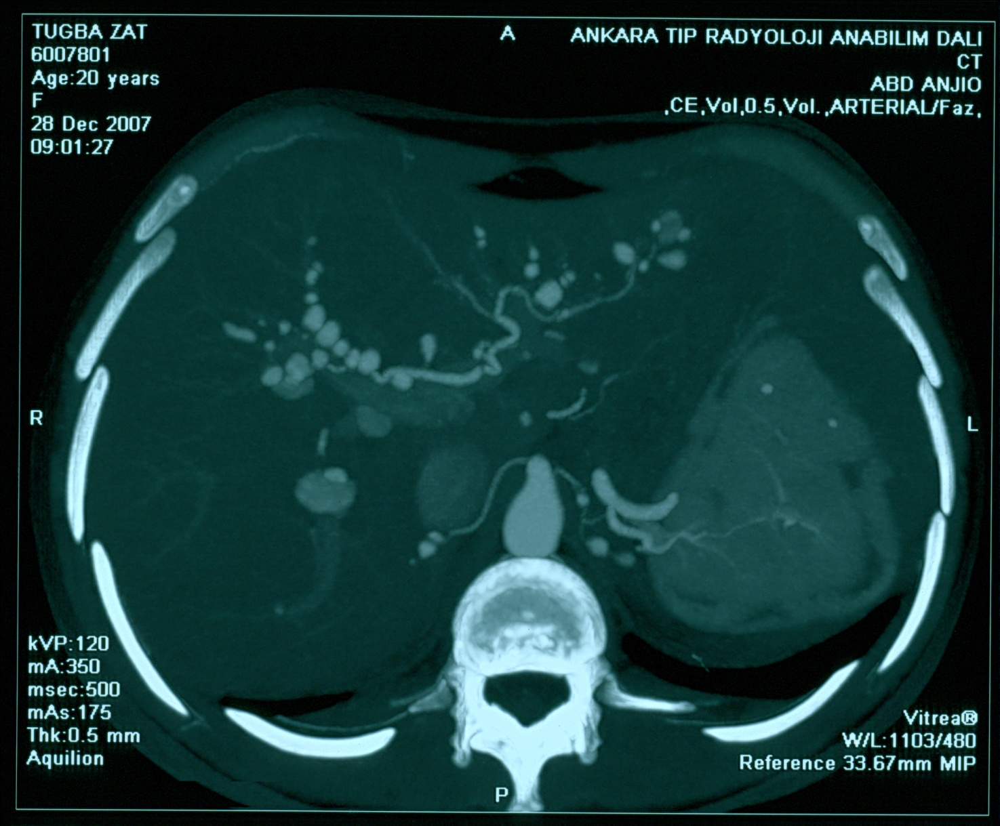 TUGBA ZAT
6007801
Age:20 years
F
28 Dec 2007
09:01:27
A
ANKARA TIP RADYOLOJI ANABILIM DALI
CT
ABD ANJIO
,CE,Vol,0.5,Vol.,ARTERIAL/Faz,
R
L
kVP:120
mA:350
msec:500
mAs:175
Thk:0.5 mm
Aquilion
P
Vitrea®
W/L:1103/480
Reference 33.67mm MIP